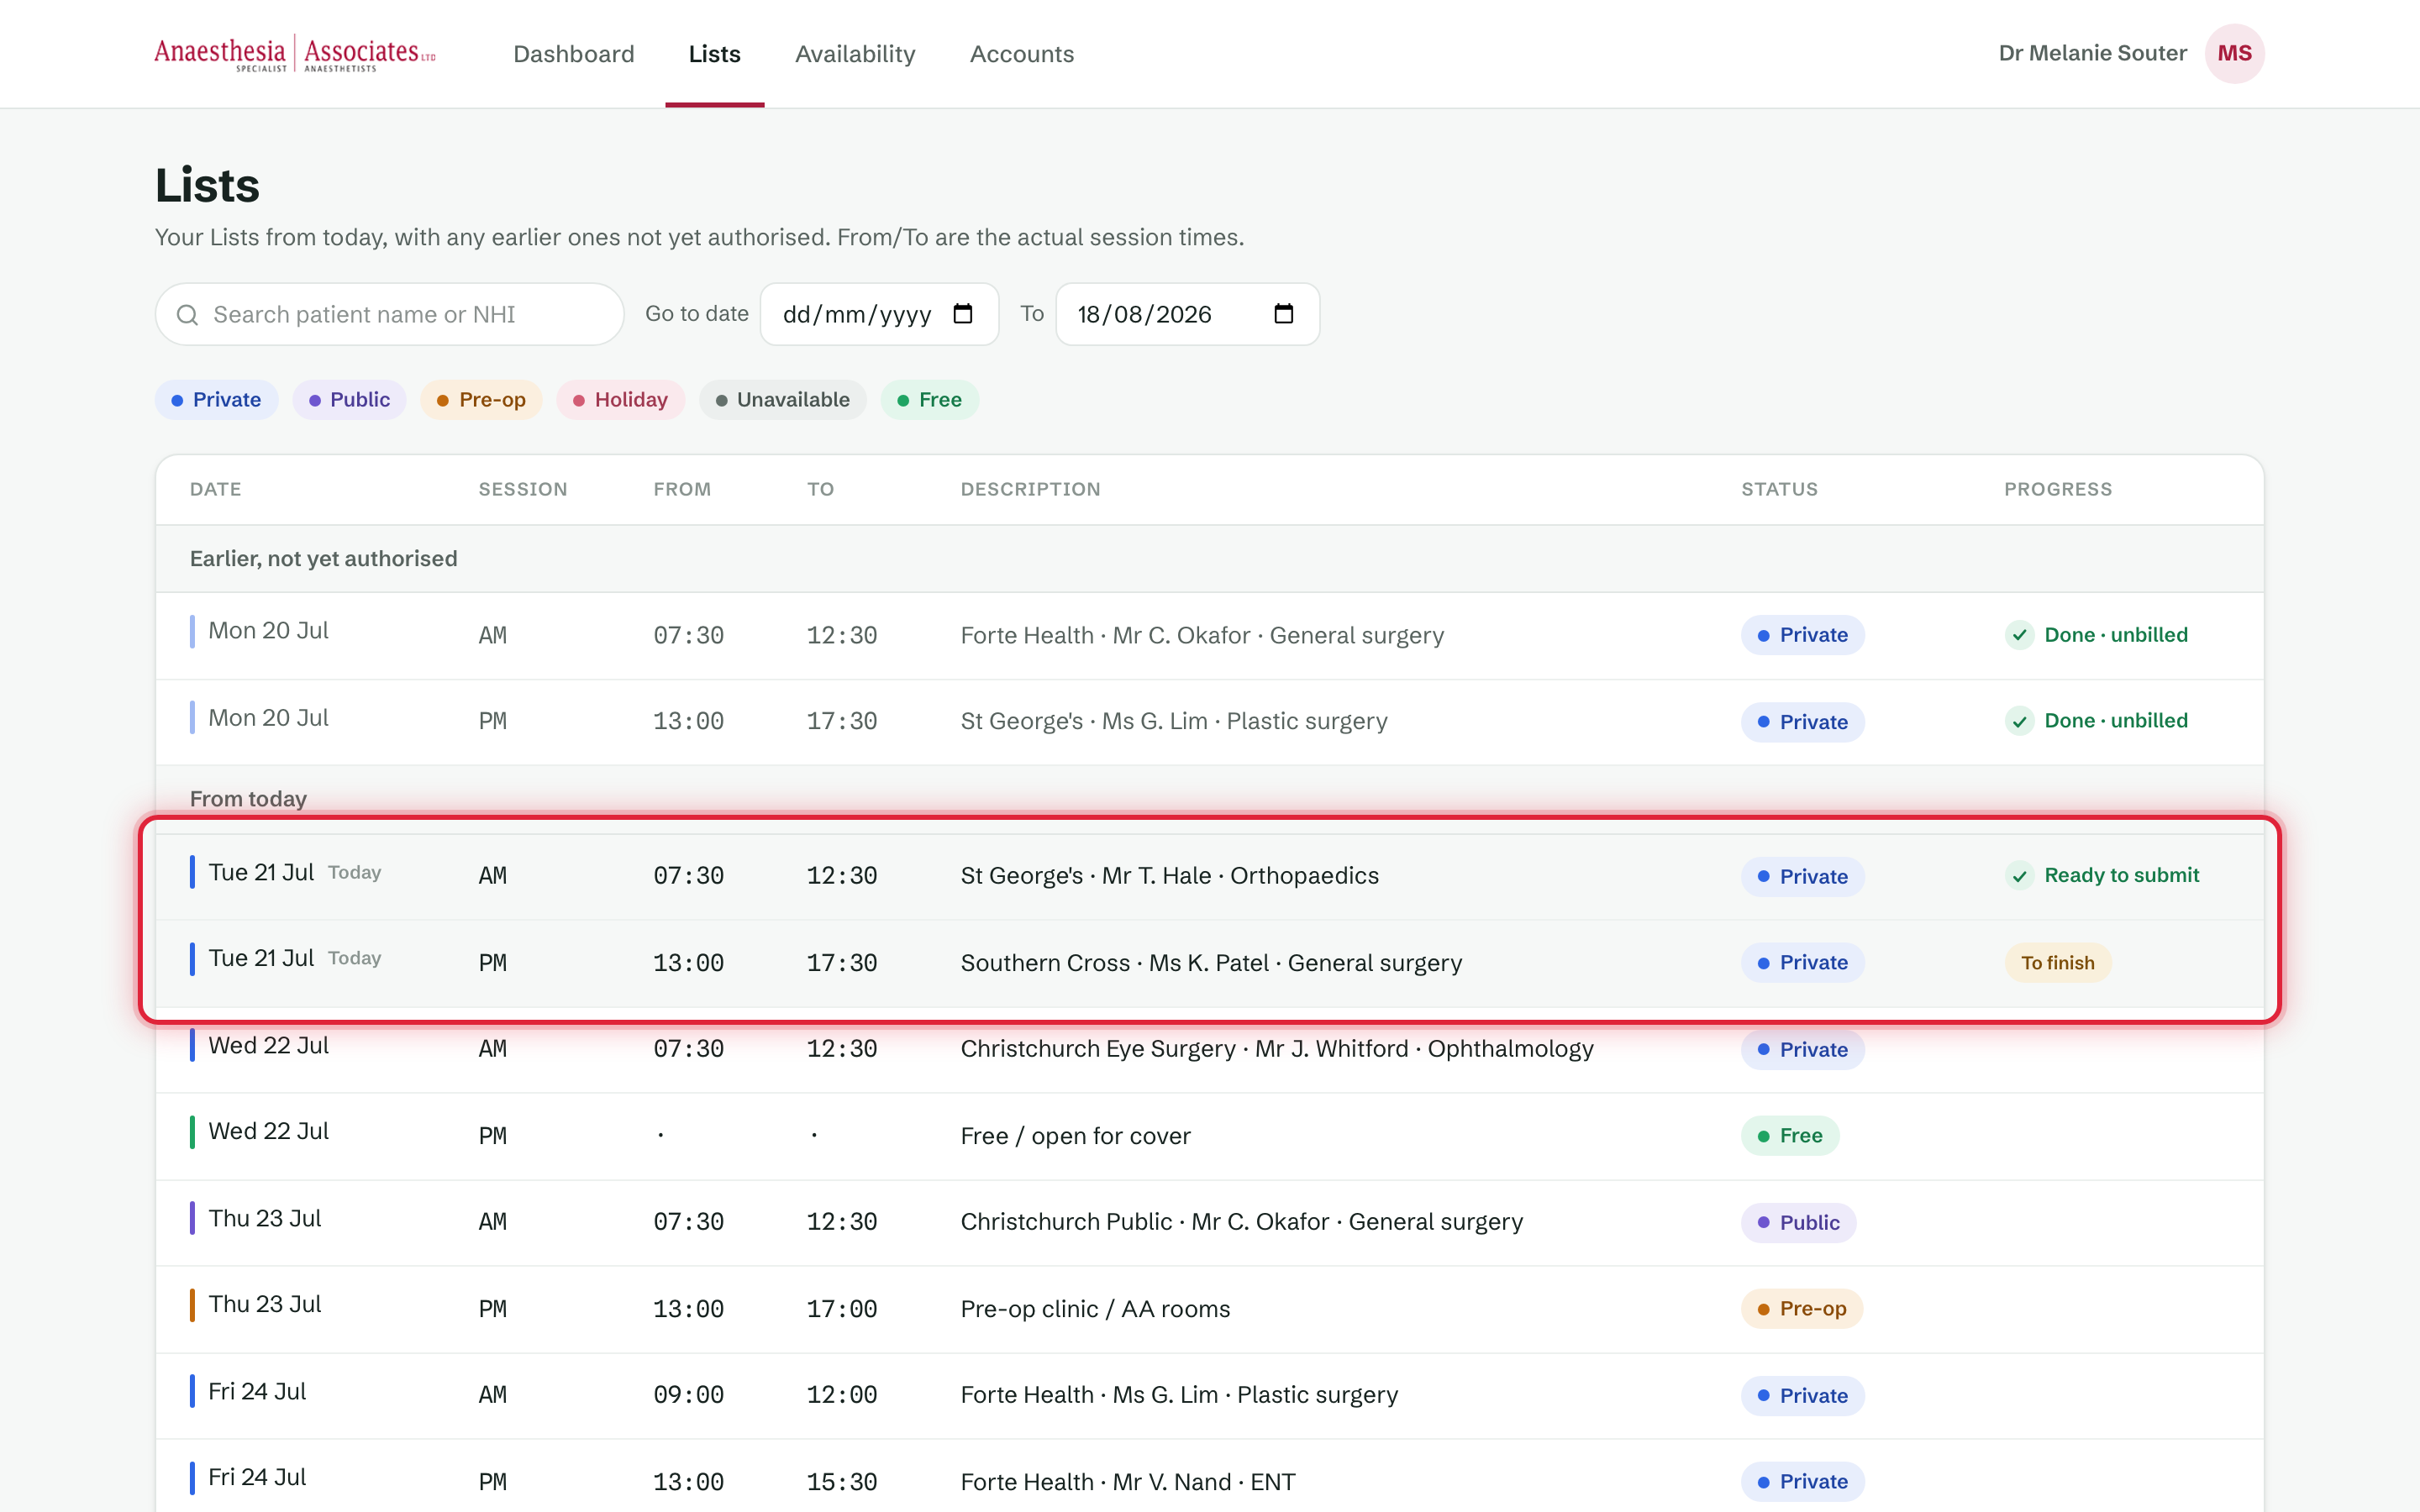 Anaesthesia Associates LTD
SPECIALIST ANAESTHETISTS
Dashboard Lists Availability Accounts
Dr Melanie Souter MS
Lists
Your Lists from today, with any earlier ones not yet authorised. From/To are the actual session times.
Search patient name or NHI Go to date dd/mm/yyyy To 18/08/2026
Private Public Pre-op Holiday Unavailable Free
DATE SESSION FROM TO DESCRIPTION STATUS PROGRESS
Earlier, not yet authorised
Mon 20 Jul AM 07:30 12:30 Forte Health · Mr C. Okafor · General surgery Private Done · unbilled
Mon 20 Jul PM 13:00 17:30 St George's · Ms G. Lim · Plastic surgery Private Done · unbilled
From today
Tue 21 Jul Today AM 07:30 12:30 St George's · Mr T. Hale · Orthopaedics Private Ready to submit
Tue 21 Jul Today PM 13:00 17:30 Southern Cross · Ms K. Patel · General surgery Private To finish
Wed 22 Jul AM 07:30 12:30 Christchurch Eye Surgery · Mr J. Whitford · Ophthalmology Private
Wed 22 Jul PM · · Free / open for cover Free
Thu 23 Jul AM 07:30 12:30 Christchurch Public · Mr C. Okafor · General surgery Public
Thu 23 Jul PM 13:00 17:00 Pre-op clinic / AA rooms Pre-op
Fri 24 Jul AM 09:00 12:00 Forte Health · Ms G. Lim · Plastic surgery Private
Fri 24 Jul PM 13:00 15:30 Forte Health · Mr V. Nand · ENT Private